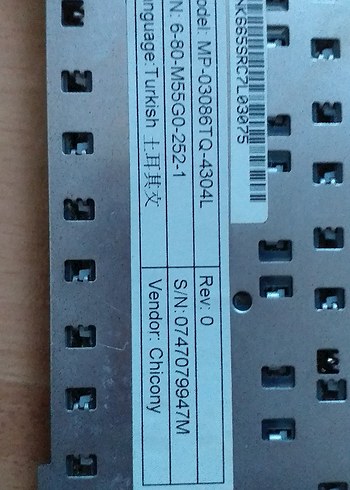 K665SRC7L03075
odel: MP-03086TQ-4304L
Rev: 0
N: 6-80-M55G0-252-1
S/N:0747079947M
nguage:Turkish 土耳其文
Vendor: Chicony